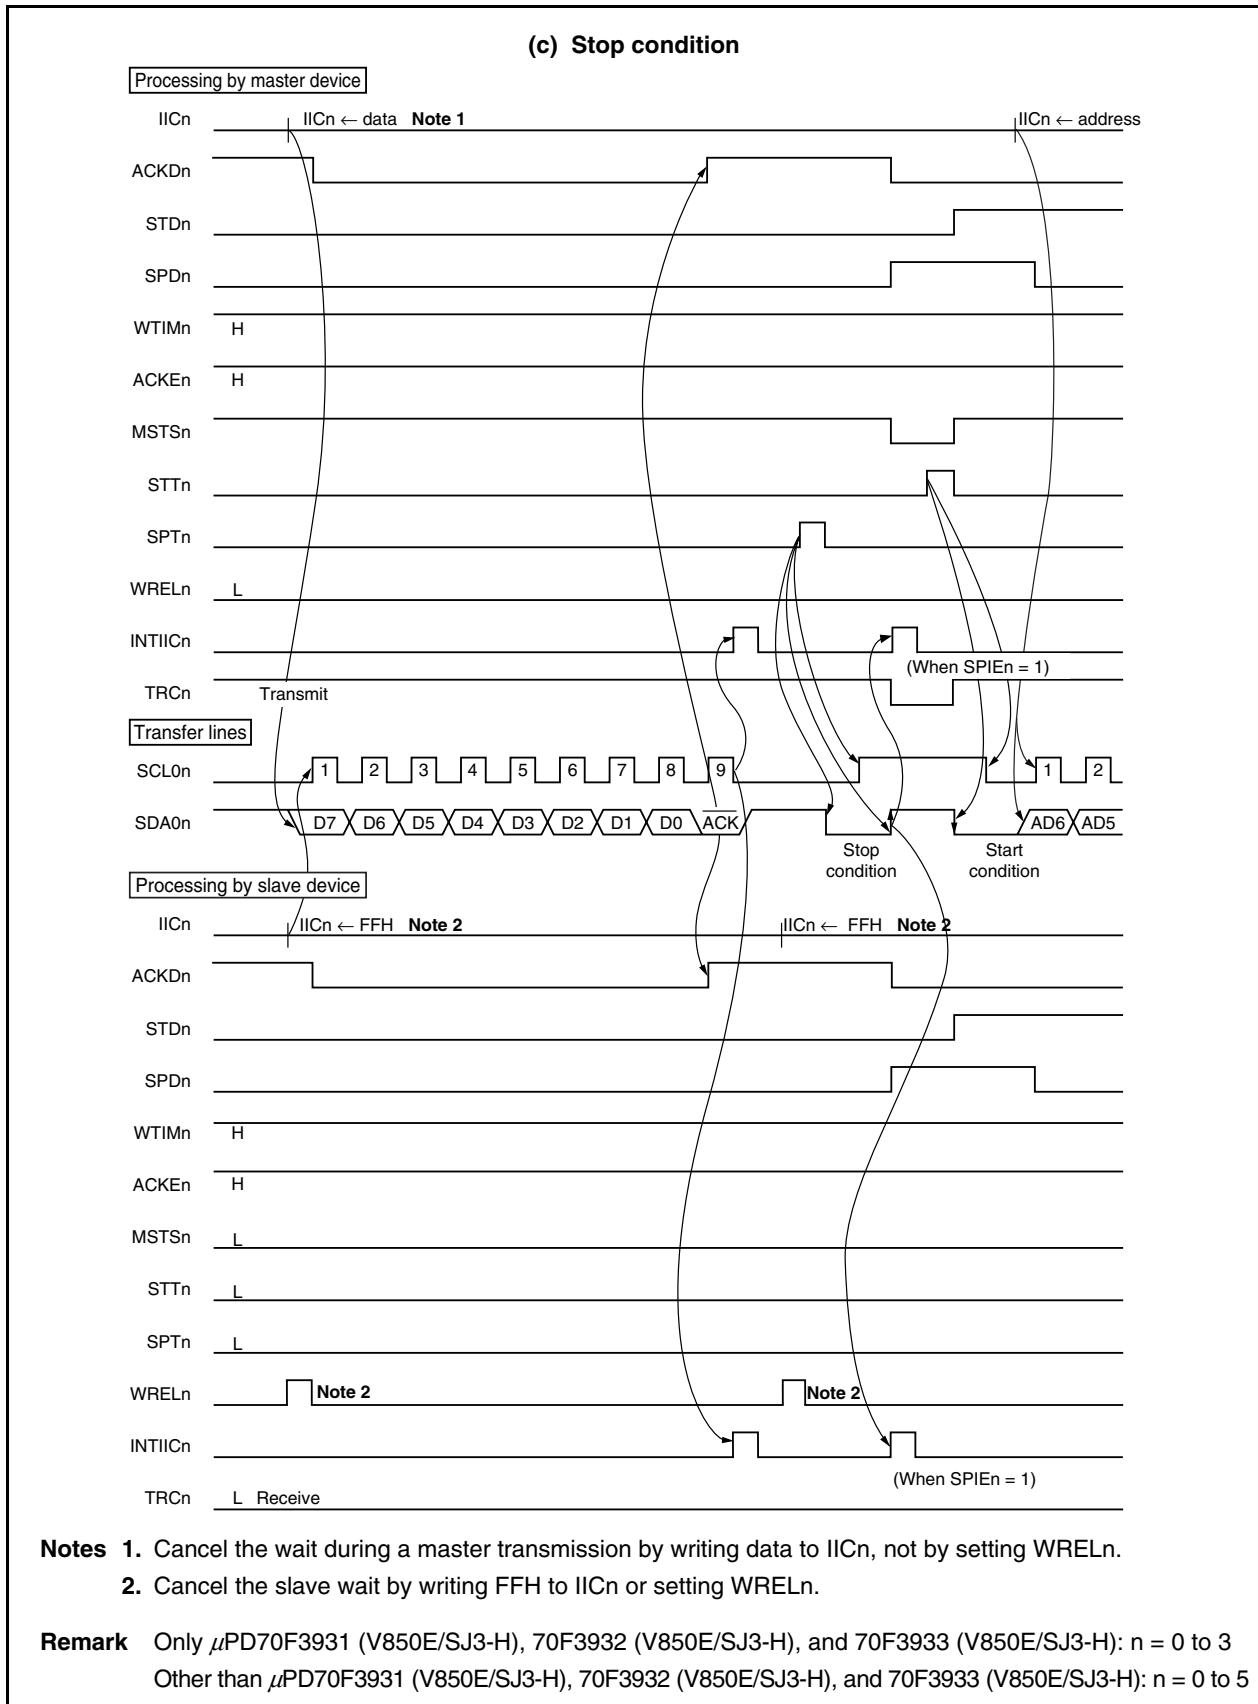 (c) Stop condition
Processing by master device
IICn
IICn ← data Note 1
IICn ← address
ACKDn
STDn
SPDn
WTIMn H
ACKEn H
MSTSn
STTn
SPTn
WRELn L
INTIICn
(When SPIEn = 1)
TRCn
Transmit
Transfer lines
SCL0n 1 2 3 4 5 6 7 8 9 1 2
SDA0n D7 D6 D5 D4 D3 D2 D1 D0 ACK AD6 AD5
Stop
condition
Start
condition
Processing by slave device
IICn
IICn ← FFH Note 2
IICn ← FFH Note 2
ACKDn
STDn
SPDn
WTIMn H
ACKEn H
MSTSn L
STTn L
SPTn L
WRELn Note 2 Note 2
INTIICn
(When SPIEn = 1)
TRCn L Receive
Notes 1. Cancel the wait during a master transmission by writing data to IICn, not by setting WRELn.
2. Cancel the slave wait by writing FFH to IICn or setting WRELn.
Remark Only μPD70F3931 (V850E/SJ3-H), 70F3932 (V850E/SJ3-H), and 70F3933 (V850E/SJ3-H): n = 0 to 3
Other than μPD70F3931 (V850E/SJ3-H), 70F3932 (V850E/SJ3-H), and 70F3933 (V850E/SJ3-H): n = 0 to 5